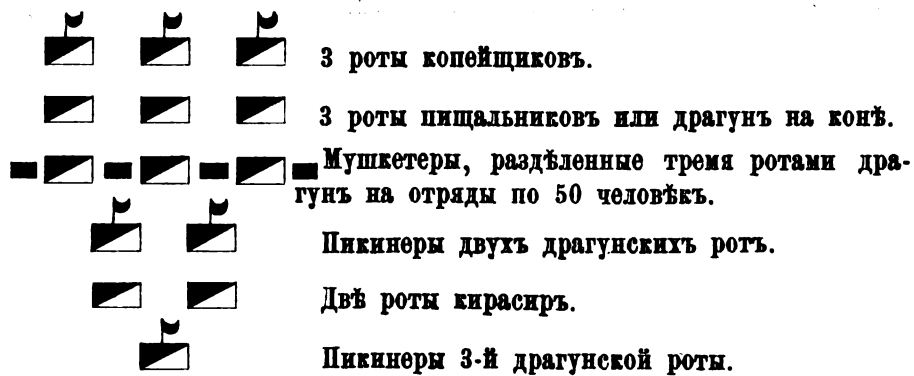 3 роты копейщиковъ.
3 роты пищальниковъ или драгунъ на конѣ.
Мушкетеры, раздѣленные тремя ротами дра-
гунъ на отряды по 50 человѣкъ.
Пикинеры двухъ драгунскихъ ротъ.
Двѣ роты кирасиръ.
Пикинеры 3-й драгунской роты.